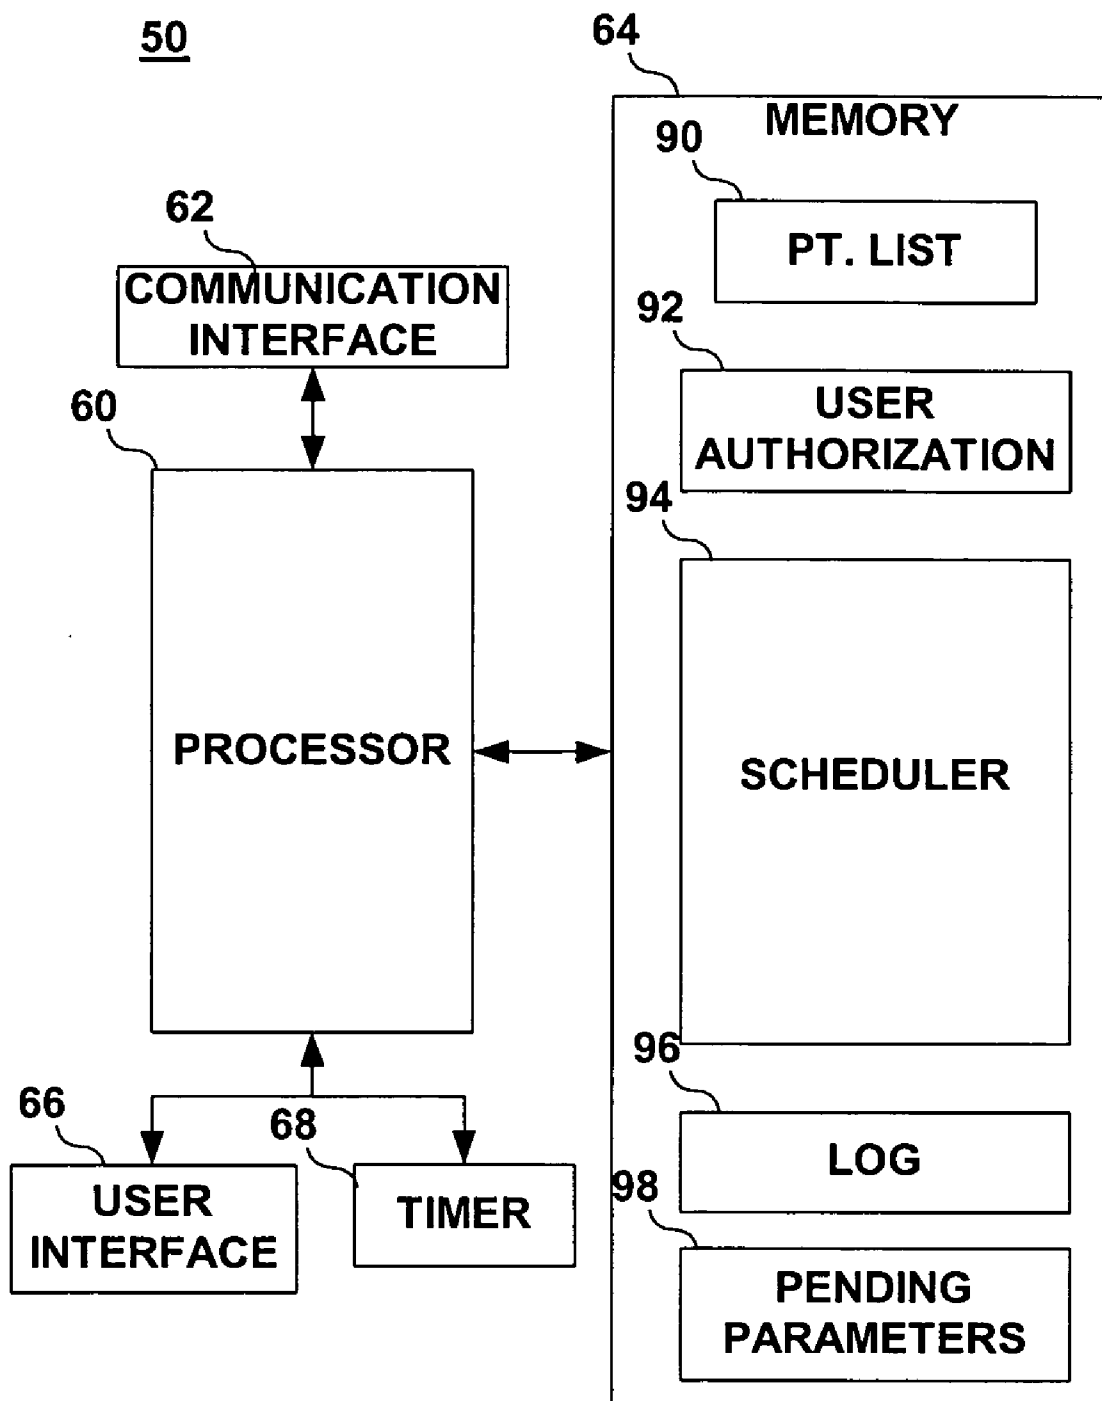 50
64
MEMORY
90
PT. LIST
62
COMMUNICATION
INTERFACE
92
USER
AUTHORIZATION
60
PROCESSOR
94
SCHEDULER
96
LOG
66
USER
INTERFACE
68
TIMER
98
PENDING
PARAMETERS